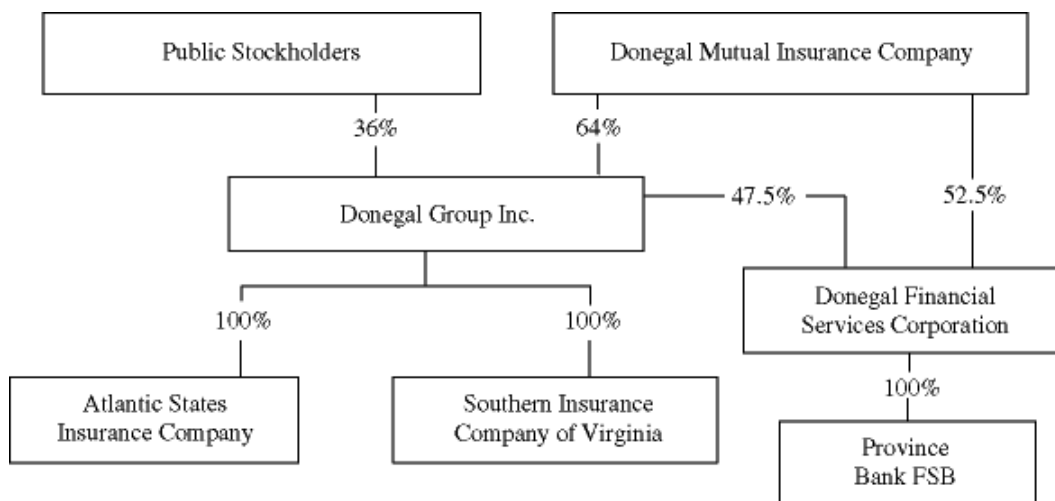 Public Stockholders
Donegal Mutual Insurance Company
36%
64%
Donegal Group Inc.
47.5%
52.5%
Donegal Financial
Services Corporation
100%
100%
100%
Atlantic States
Insurance Company
Southern Insurance
Company of Virginia
Province
Bank FSB